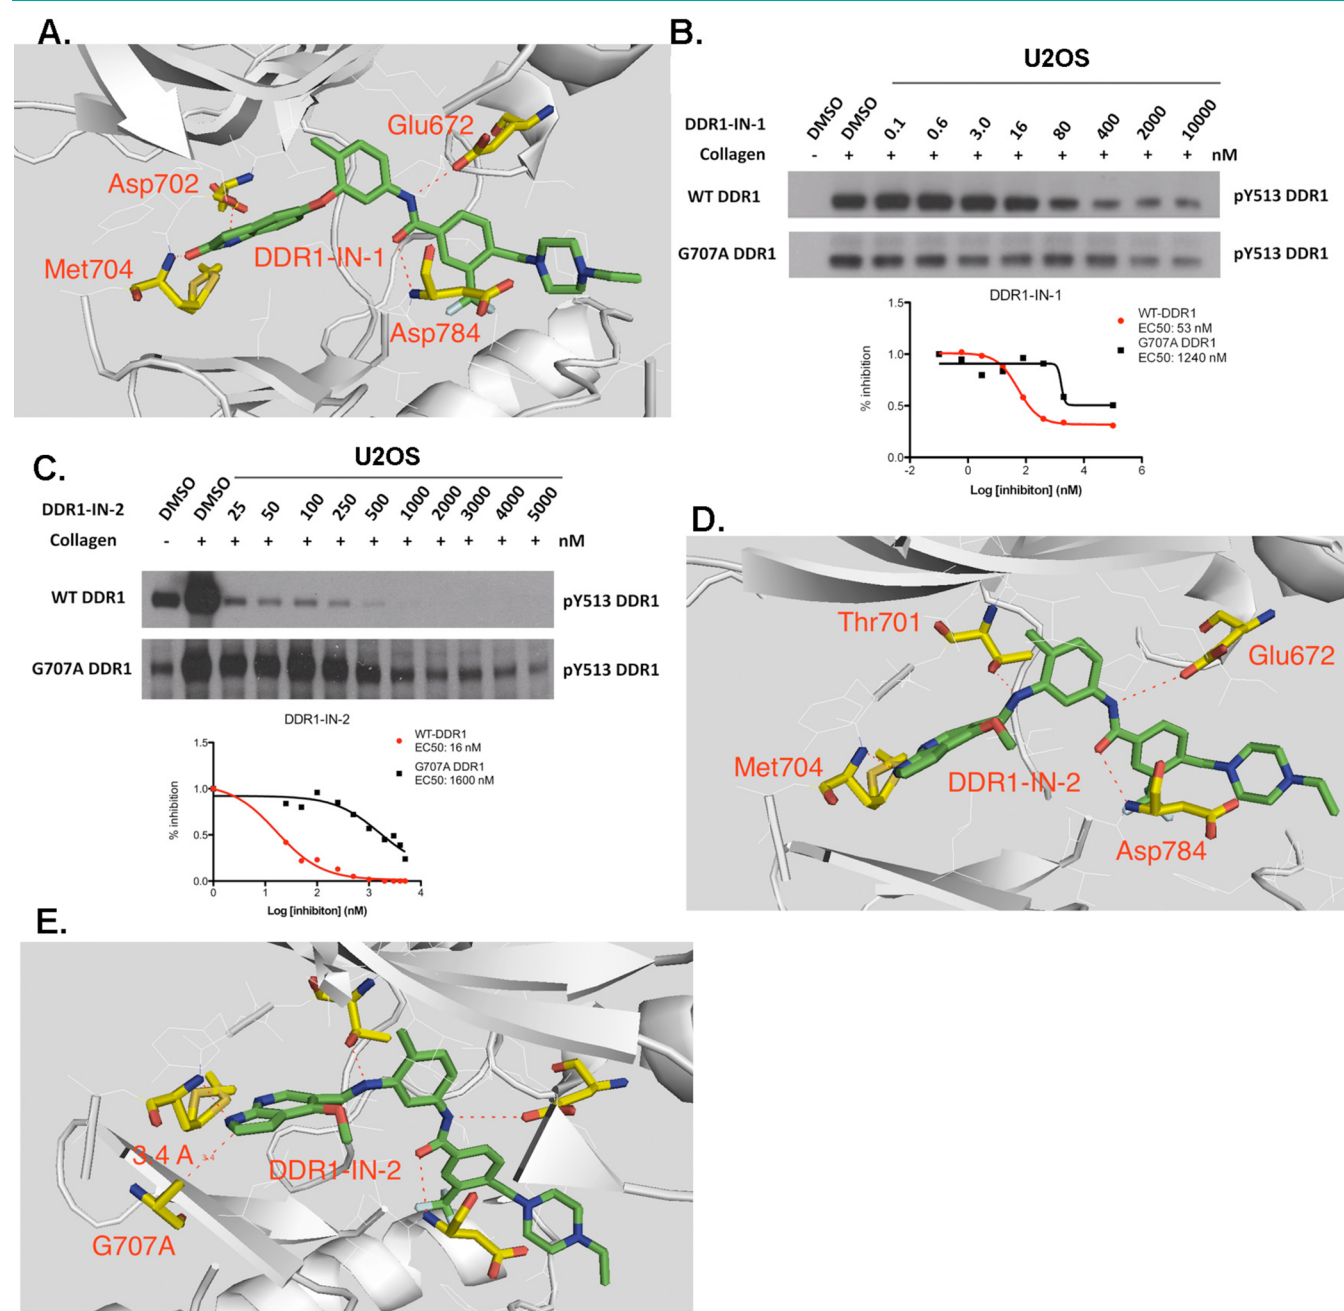 A.
Glu672
Asp702
DDR1-IN-1
Met704
Asp784
B.
U2OS
DDR1-IN-1 DMSO DMSO 0.1 0.6 3.0 16 80 400 2000 10000
Collagen - + + + + + + + + + nM
WT DDR1 pY513 DDR1
G707A DDR1 pY513 DDR1
DDR1-IN-1
WT-DDR1
EC50: 53 nM
G707A DDR1
EC50: 1240 nM
% inhibition
1.5
1.0
0.5
0.0
-2 0 2 4 6
Log [inhibiton] (nM)
C.
U2OS
DDR1-IN-2 DMSO DMSO 25 50 100 250 500 1000 2000 3000 4000 5000
Collagen - + + + + + + + + + + + nM
WT DDR1 pY513 DDR1
G707A DDR1 pY513 DDR1
DDR1-IN-2
WT-DDR1
EC50: 16 nM
G707A DDR1
EC50: 1600 nM
% inhibition
1.5
1.0
0.5
0.0
0 1 2 3 4
Log [inhibiton] (nM)
D.
Thr701
Glu672
Met704
DDR1-IN-2
Asp784
E.
3.4 A 3.4
DDR1-IN-2
G707A